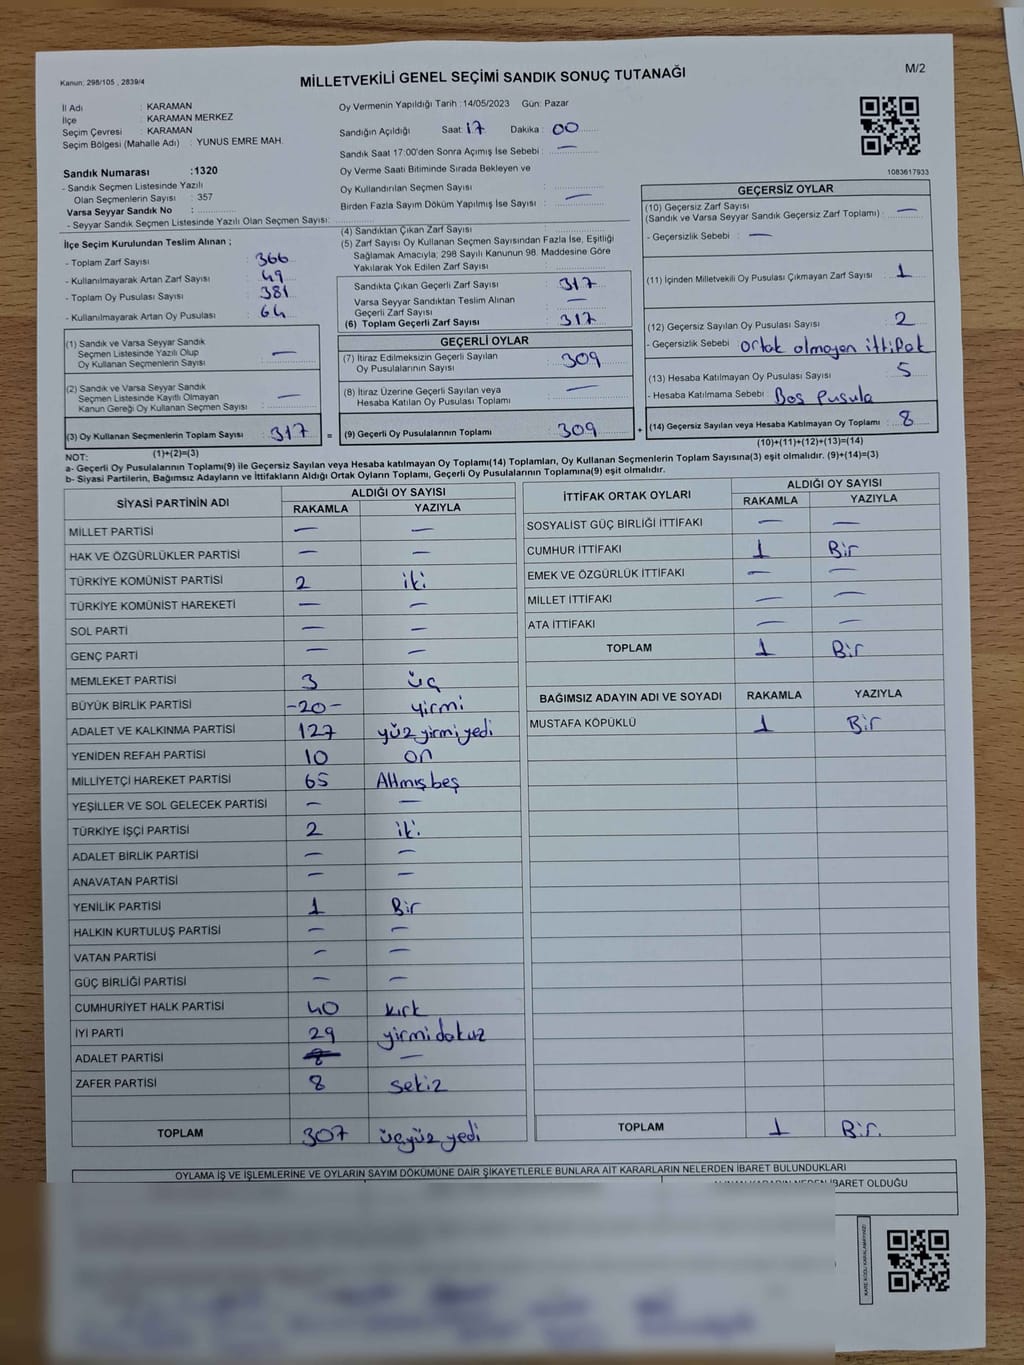 Kanun: 298/105 , 2839/4
MİLLETVEKİLİ GENEL SEÇİMİ SANDIK SONUÇ TUTANAĞI
M/2
İl Adı : KARAMAN
İlçe : KARAMAN MERKEZ
Seçim Çevresi : KARAMAN
Seçim Bölgesi (Mahalle Adı) : YUNUS EMRE MAH.
Sandık Numarası :1320
- Sandık Seçmen Listesinde Yazılı
Olan Seçmenlerin Sayısı : 357
Varsa Seyyar Sandık No :
- Seyyar Sandık Seçmen Listesinde Yazılı Olan Seçmen Sayısı:
İlçe Seçim Kurulundan Teslim Alınan ;
- Toplam Zarf Sayısı 366
- Kullanılmayarak Artan Zarf Sayısı 49
- Toplam Oy Pusulası Sayısı 381
- Kullanılmayarak Artan Oy Pusulası 64
(1) Sandık ve Varsa Seyyar Sandık
Seçmen Listesinde Yazılı Olup
Oy Kullanan Seçmenlerin Sayısı : —
(2) Sandık ve Varsa Seyyar Sandık
Seçmen Listesinde Kayıtlı Olmayan
Kanun Gereği Oy Kullanan Seçmen Sayısı : —
(3) Oy Kullanan Seçmenlerin Toplam Sayısı : 317 =
(1)+(2)=(3)
Oy Vermenin Yapıldığı Tarih :14/05/2023 Gün: Pazar
Sandığın Açıldığı Saat: 17 Dakika : 00
Sandık Saat 17:00'den Sonra Açımış İse Sebebi : —
Oy Verme Saati Bitiminde Sırada Bekleyen ve
Oy Kullandırılan Seçmen Sayısı :
Birden Fazla Sayım Döküm Yapılmış İse Sayısı : —
(4) Sandıktan Çıkan Zarf Sayısı :
(5) Zarf Sayısı Oy Kullanan Seçmen Sayısından Fazla İse, Eşitliği
Sağlamak Amacıyla; 298 Sayılı Kanunun 98. Maddesine Göre
Yakılarak Yok Edilen Zarf Sayısı :
Sandıkta Çıkan Geçerli Zarf Sayısı : 317
Varsa Seyyar Sandıktan Teslim Alınan
Geçerli Zarf Sayısı : —
(6) Toplam Geçerli Zarf Sayısı : 317
GEÇERLİ OYLAR
(7) İtiraz Edilmeksizin Geçerli Sayılan
Oy Pusulalarının Sayısı : 309
(8) İtiraz Üzerine Geçerli Sayılan veya
Hesaba Katılan Oy Pusulası Toplamı : —
(9) Geçerli Oy Pusulalarının Toplamı : 309 +
1083617933
GEÇERSİZ OYLAR
(10) Geçersiz Zarf Sayısı
(Sandık ve Varsa Seyyar Sandık Geçersiz Zarf Toplamı) : —
- Geçersizlik Sebebi : —
(11) İçinden Milletvekili Oy Pusulası Çıkmayan Zarf Sayısı : 1
(12) Geçersiz Sayılan Oy Pusulası Sayısı : 2
- Geçersizlik Sebebi : ortak olmayan ittifak
(13) Hesaba Katılmayan Oy Pusulası Sayısı : 5
- Hesaba Katılmama Sebebi : Boş Pusula
(14) Geçersiz Sayılan veya Hesaba Katılmayan Oy Toplamı : 8
(10)+(11)+(12)+(13)=(14)
NOT:
a- Geçerli Oy Pusulasının Toplamı(9) ile Geçersiz Sayılan veya Hesaba katılmayan Oy Toplamı(14) Toplamları, Oy Kullanan Seçmenlerin Toplam Sayısına(3) eşit olmalıdır. (9)+(14)=(3)
b- Siyasi Partilerin, Bağımsız Adayların ve İttifakların Aldığı Ortak Oyların Toplamı, Geçerli Oy Pusulalarının Toplamına(9) eşit olmalıdır.
SİYASİ PARTİNİN ADI ALDIĞI OY SAYISI
RAKAMLA YAZIYLA
MİLLET PARTİSİ — —
HAK VE ÖZGÜRLÜKLER PARTİSİ — —
TÜRKİYE KOMÜNİST PARTİSİ 2 iki
TÜRKİYE KOMÜNİST HAREKETİ — —
SOL PARTİ — —
GENÇ PARTİ — —
MEMLEKET PARTİSİ 3 üç
BÜYÜK BİRLİK PARTİSİ -20- yirmi
ADALET VE KALKINMA PARTİSİ 127 yüz yirmi yedi
YENİDEN REFAH PARTİSİ 10 on
MİLLİYETÇİ HAREKET PARTİSİ 65 Altmış beş
YEŞİLLER VE SOL GELECEK PARTİSİ — —
TÜRKİYE İŞÇİ PARTİSİ 2 iki
ADALET BİRLİK PARTİSİ — —
ANAVATAN PARTİSİ — —
YENİLİK PARTİSİ 1 Bir
HALKIN KURTULUŞ PARTİSİ — —
VATAN PARTİSİ — —
GÜÇ BİRLİĞİ PARTİSİ — —
CUMHURİYET HALK PARTİSİ 40 kırk
İYİ PARTİ 29 yirmi dokuz
ADALET PARTİSİ —
ZAFER PARTİSİ 8 sekiz
TOPLAM 307 üçyüz yedi
İTTİFAK ORTAK OYLARI ALDIĞI OY SAYISI
RAKAMLA YAZIYLA
SOSYALİST GÜÇ BİRLİĞİ İTTİFAKI — —
CUMHUR İTTİFAKI 1 Bir
EMEK VE ÖZGÜRLÜK İTTİFAKI — —
MİLLET İTTİFAKI — —
ATA İTTİFAKI — —
TOPLAM 1 Bir
BAĞIMSIZ ADAYIN ADI VE SOYADI RAKAMLA YAZIYLA
MUSTAFA KÖPÜKLÜ 1 Bir
TOPLAM 1 Bir.
OYLAMA İŞ VE İŞLEMLERİNE VE OYLARIN SAYIM DÖKÜMÜNE DAİR ŞİKAYETLERLE BUNLARA AİT KARARLARIN NELERDEN İBARET BULUNDUKLARI
İBARET OLDUĞU
KARE KODU KARALAMAYINIZ!